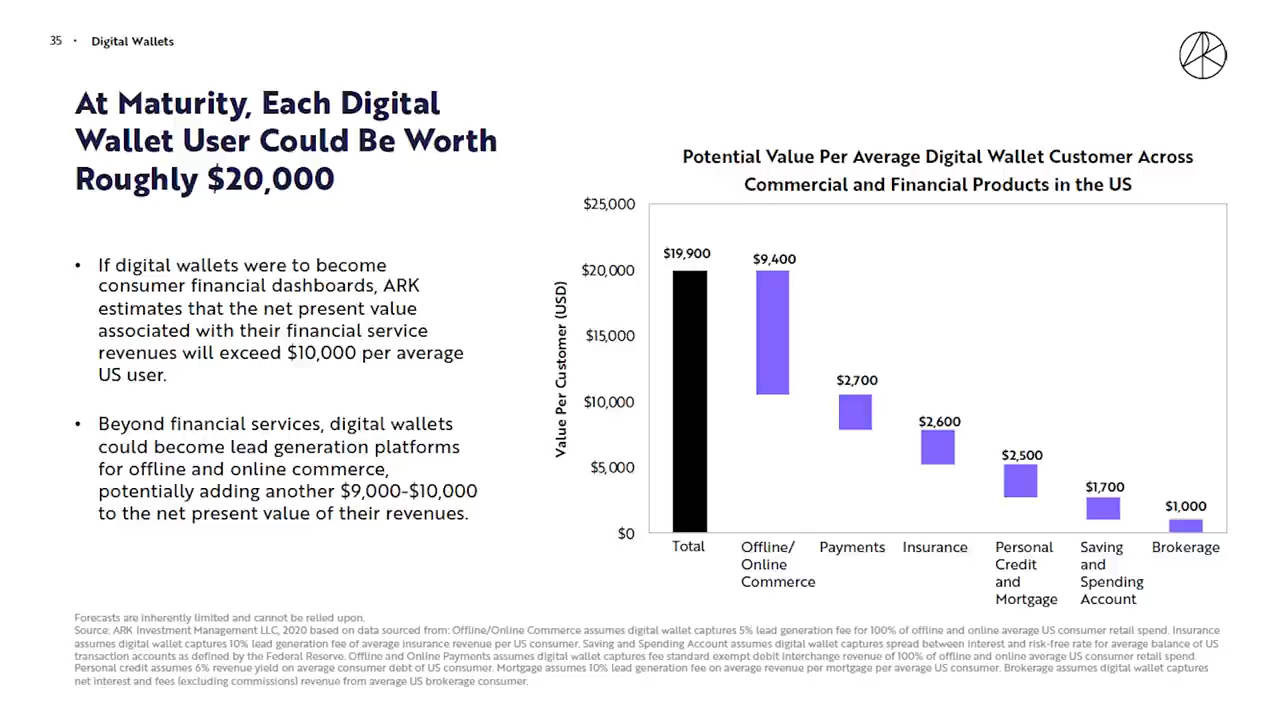 35 • Digital Wallets
At Maturity, Each Digital
Wallet User Could Be Worth
Roughly $20,000
• If digital wallets were to become
consumer financial dashboards, ARK
estimates that the net present value
associated with their financial service
revenues will exceed $10,000 per average
US user.
• Beyond financial services, digital wallets
could become lead generation platforms
for offline and online commerce,
potentially adding another $9,000-$10,000
to the net present value of their revenues.
Potential Value Per Average Digital Wallet Customer Across
Commercial and Financial Products in the US
Value Per Customer (USD)
$25,000
$20,000
$15,000
$10,000
$5,000
$0
$19,900
$9,400
$2,700
$2,600
$2,500
$1,700
$1,000
Total
Offline/
Online
Commerce
Payments
Insurance
Personal
Credit
and
Mortgage
Saving
and
Spending
Account
Brokerage
Forecasts are inherently limited and cannot be relied upon.
Source: ARK Investment Management LLC, 2020 based on data sourced from: Offline/Online Commerce assumes digital wallet captures 5% lead generation fee for 100% of offline and online average US consumer retail spend. Insurance
assumes digital wallet captures 10% lead generation fee of average insurance revenue per US consumer. Saving and Spending Account assumes digital wallet captures spread between interest and risk-free rate for average balance of US
transaction accounts as defined by the Federal Reserve. Offline and Online Payments assumes digital wallet captures fee standard exempt debit interchange revenue of 100% of offline and online average US consumer retail spend.
Personal credit assumes 6% revenue yield on average consumer debt of US consumer. Mortgage assumes 10% lead generation fee on average revenue per mortgage per average US consumer. Brokerage assumes digital wallet captures
net interest and fees (excluding commissions) revenue from average US brokerage consumer.